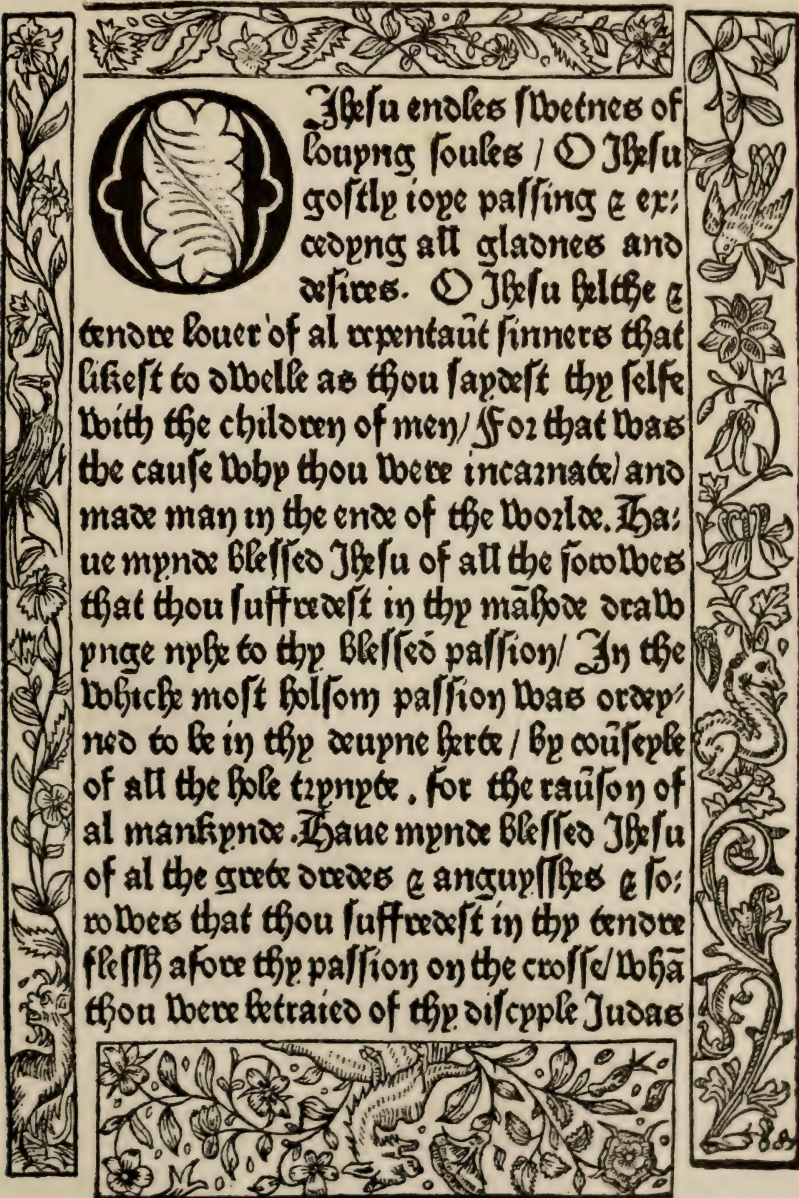 O Jhesu endles swetnes of
louyng soules / O Jhesu
gostly ioye passing & ex:
cedyng all gladnes and
desires. O Jhesu helthe &
tendre louer of al repentaūt sinners that
likest to dwelle as thou saydest thy selfe
with the children of men/ For that was
the cause why thou were incarnate/ and
made man in the ende of the worlde. Ha:
ue mynde blessed Jhesu of all the sorowes
that thou suffredest in thy māhode draw
ynge nyhe to thy blessed passion/ In the
whiche most holsom passion was ordey⸗
ned to be in thy deuyne herte / by coūseyle
of all the hole trynyte . for the raūson of
al mankynde . Haue mynde blessed Jhesu
of al the grete dredes & anguysshes & so:
rowes that thou suffredest in thy tendre
flessh afore thy passion on the crosse/ whā
thou were betraied of thy discyple Judas